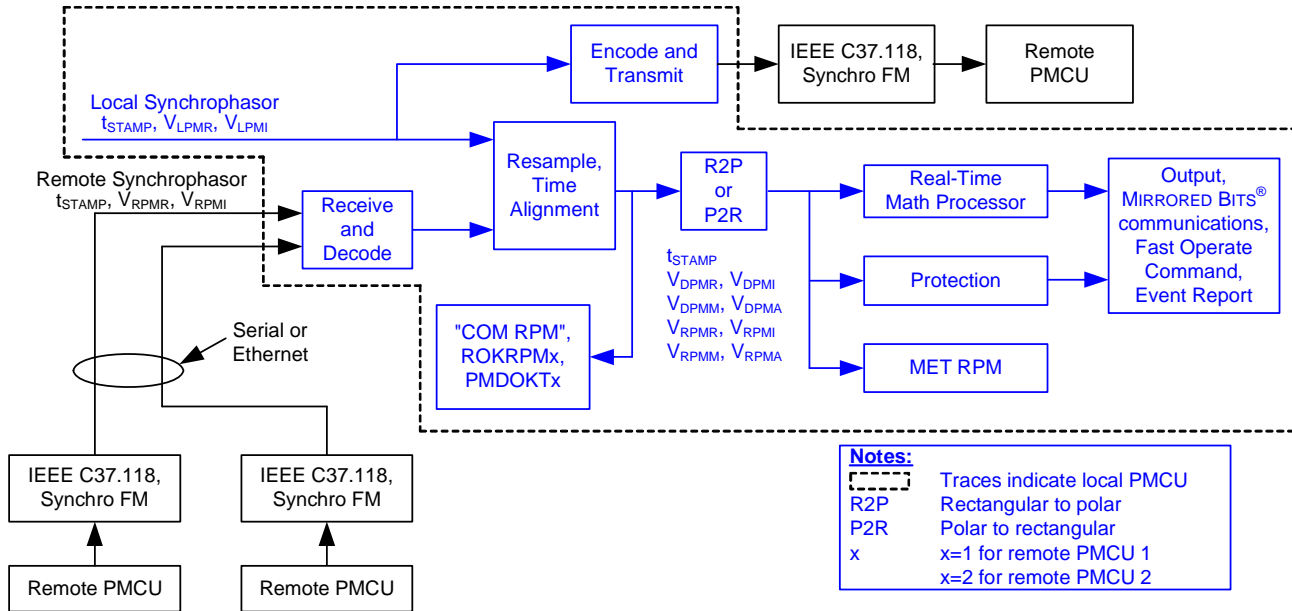 Encode and
Transmit
IEEE C37.118,
Synchro FM
Remote
PMCU
Local Synchrophasor
tSTAMP, VLPMR, VLPMI
Remote Synchrophasor
tSTAMP, VRPMR, VRPMI
Receive
and
Decode
Resample,
Time
Alignment
R2P
or
P2R
Real-Time
Math Processor
Output,
MIRRORED BITS®
communications,
Fast Operate
Command,
Event Report
Protection
MET RPM
tSTAMP
VDPMR, VDPMI
VDPMM, VDPMA
VRPMR, VRPMI
VRPMM, VRPMA
"COM RPM",
ROKRPMx,
PMDOKTx
Serial or
Ethernet
IEEE C37.118,
Synchro FM
IEEE C37.118,
Synchro FM
Remote PMCU
Remote PMCU
Notes:
Traces indicate local PMCU
R2P Rectangular to polar
P2R Polar to rectangular
x x=1 for remote PMCU 1
x=2 for remote PMCU 2